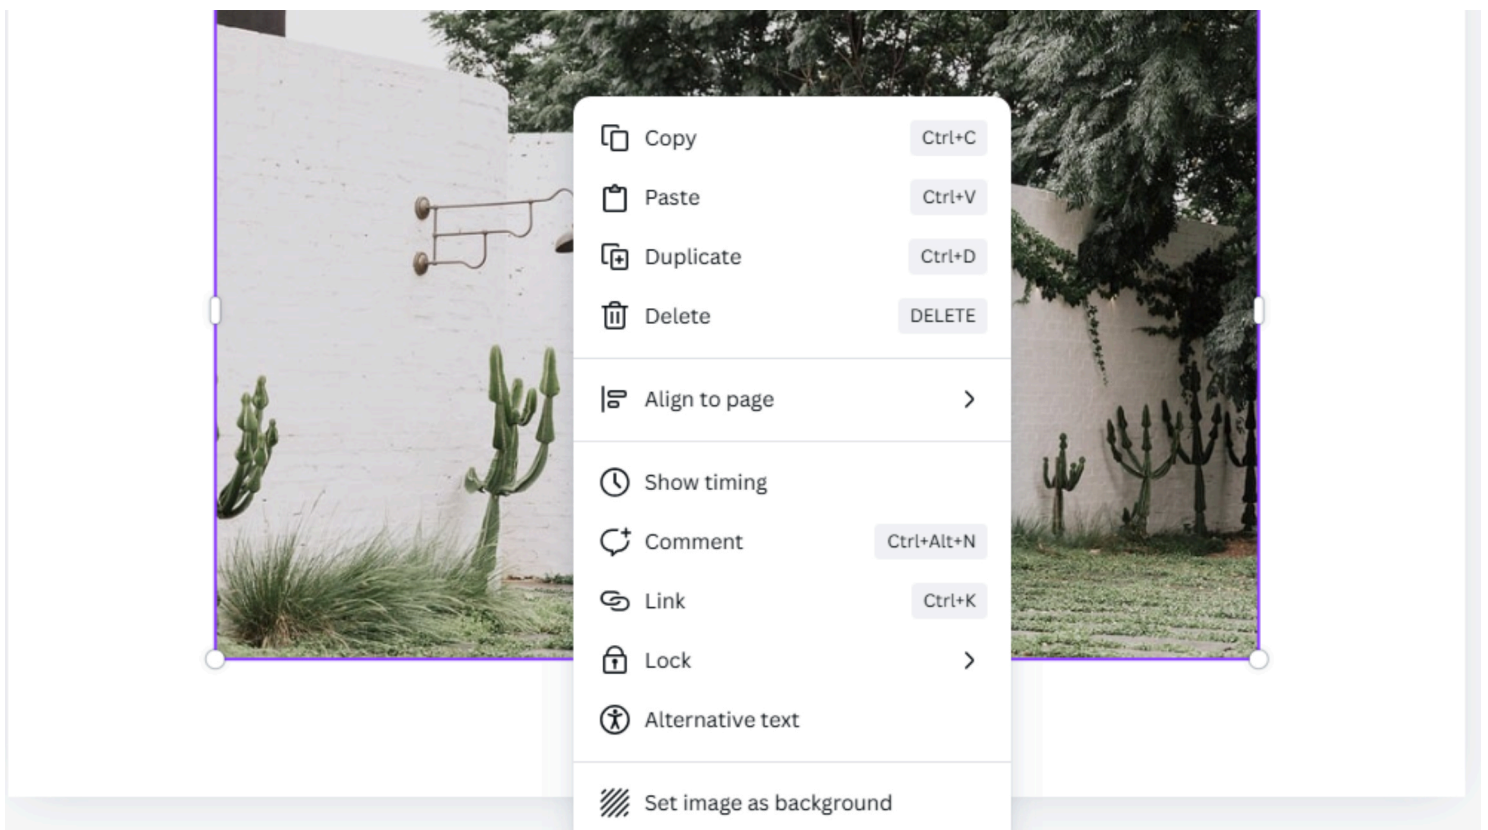 Copy Ctrl+C
Paste Ctrl+V
Duplicate Ctrl+D
Delete DELETE
Align to page
Show timing
Comment Ctrl+Alt+N
Link Ctrl+K
Lock
Alternative text
Set image as background